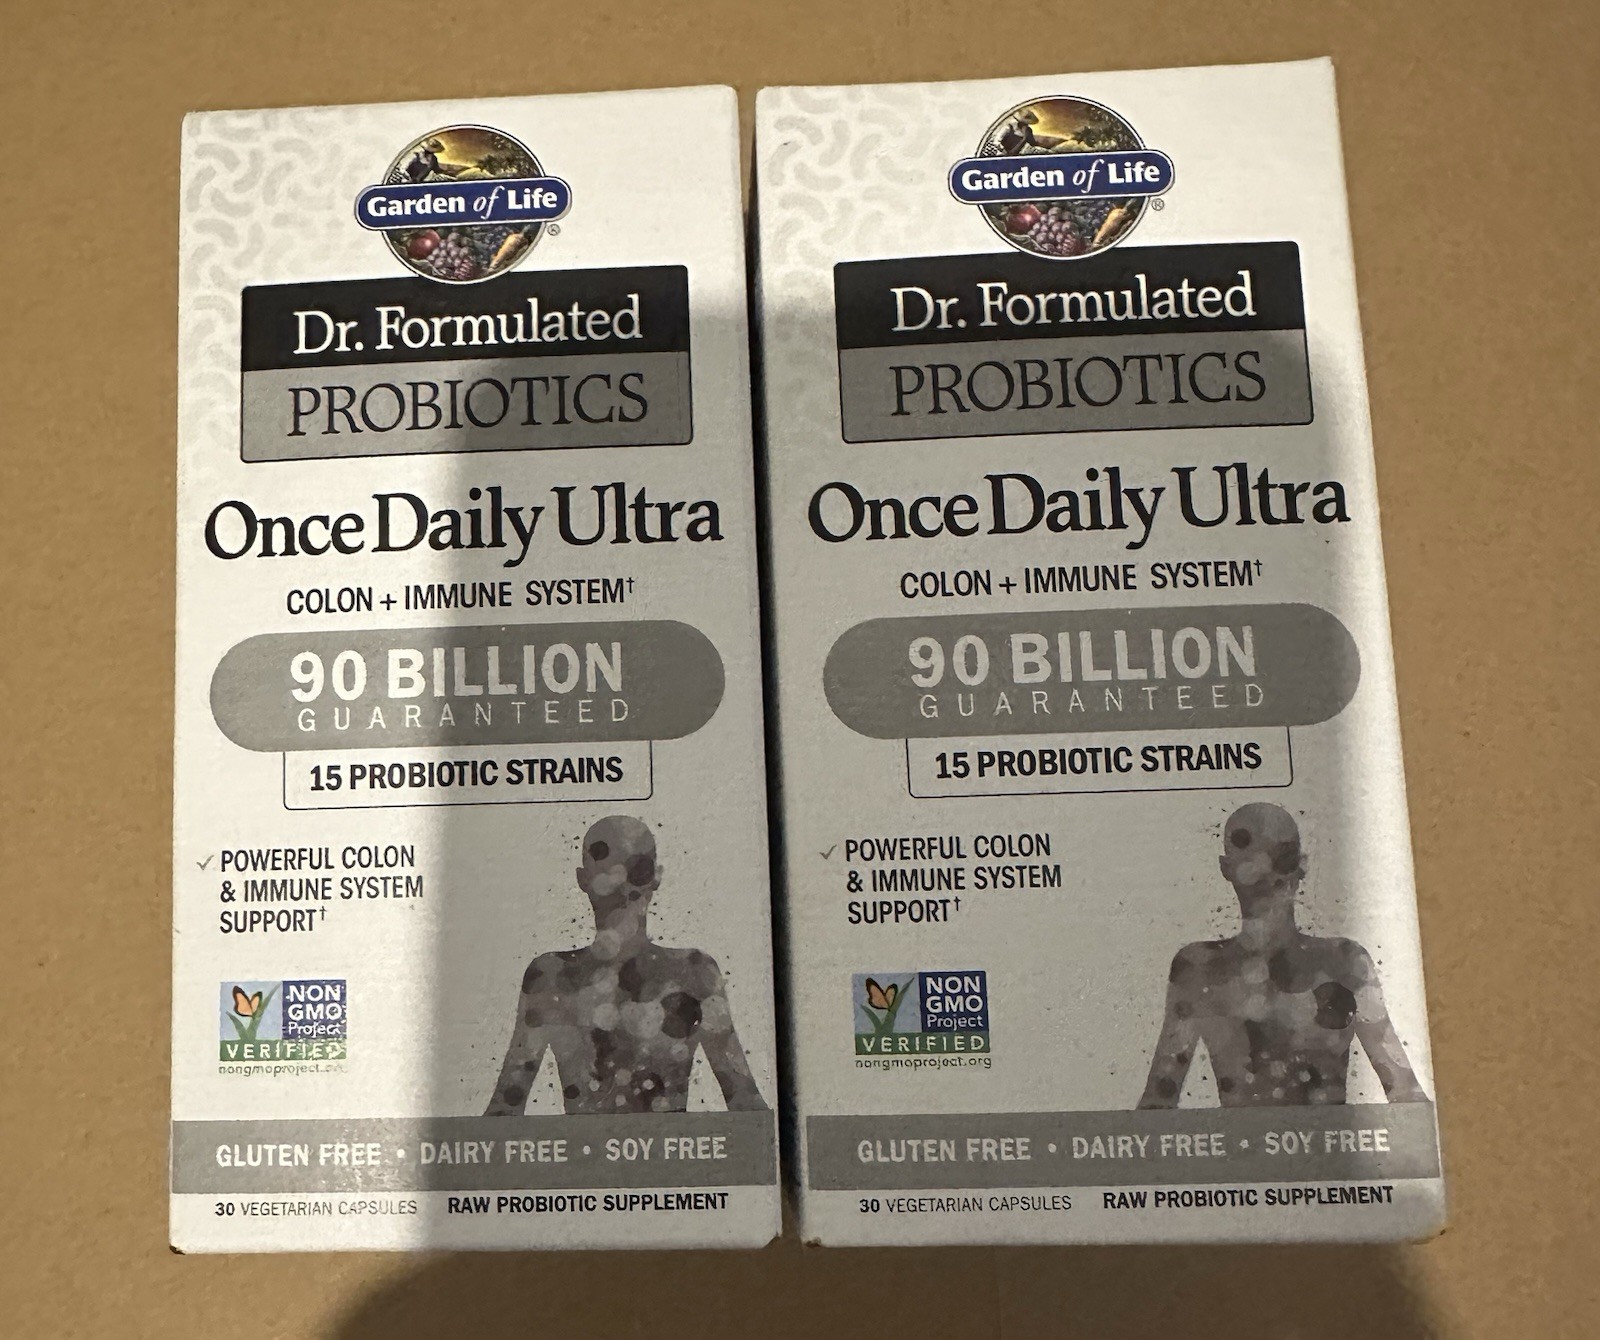 Garden of Life®
Dr. Formulated
PROBIOTICS
Once Daily Ultra
COLON + IMMUNE SYSTEM†
90 BILLION
GUARANTEED
15 PROBIOTIC STRAINS
✓ POWERFUL COLON
& IMMUNE SYSTEM
SUPPORT†
NON
GMO
Project
VERIFIED
nongmoproject.org
GLUTEN FREE • DAIRY FREE • SOY FREE
30 VEGETARIAN CAPSULES RAW PROBIOTIC SUPPLEMENT
Garden of Life®
Dr. Formulated
PROBIOTICS
Once Daily Ultra
COLON + IMMUNE SYSTEM†
90 BILLION
GUARANTEED
15 PROBIOTIC STRAINS
✓ POWERFUL COLON
& IMMUNE SYSTEM
SUPPORT†
NON
GMO
Project
VERIFIED
nongmoproject.org
GLUTEN FREE • DAIRY FREE • SOY FREE
30 VEGETARIAN CAPSULES RAW PROBIOTIC SUPPLEMENT